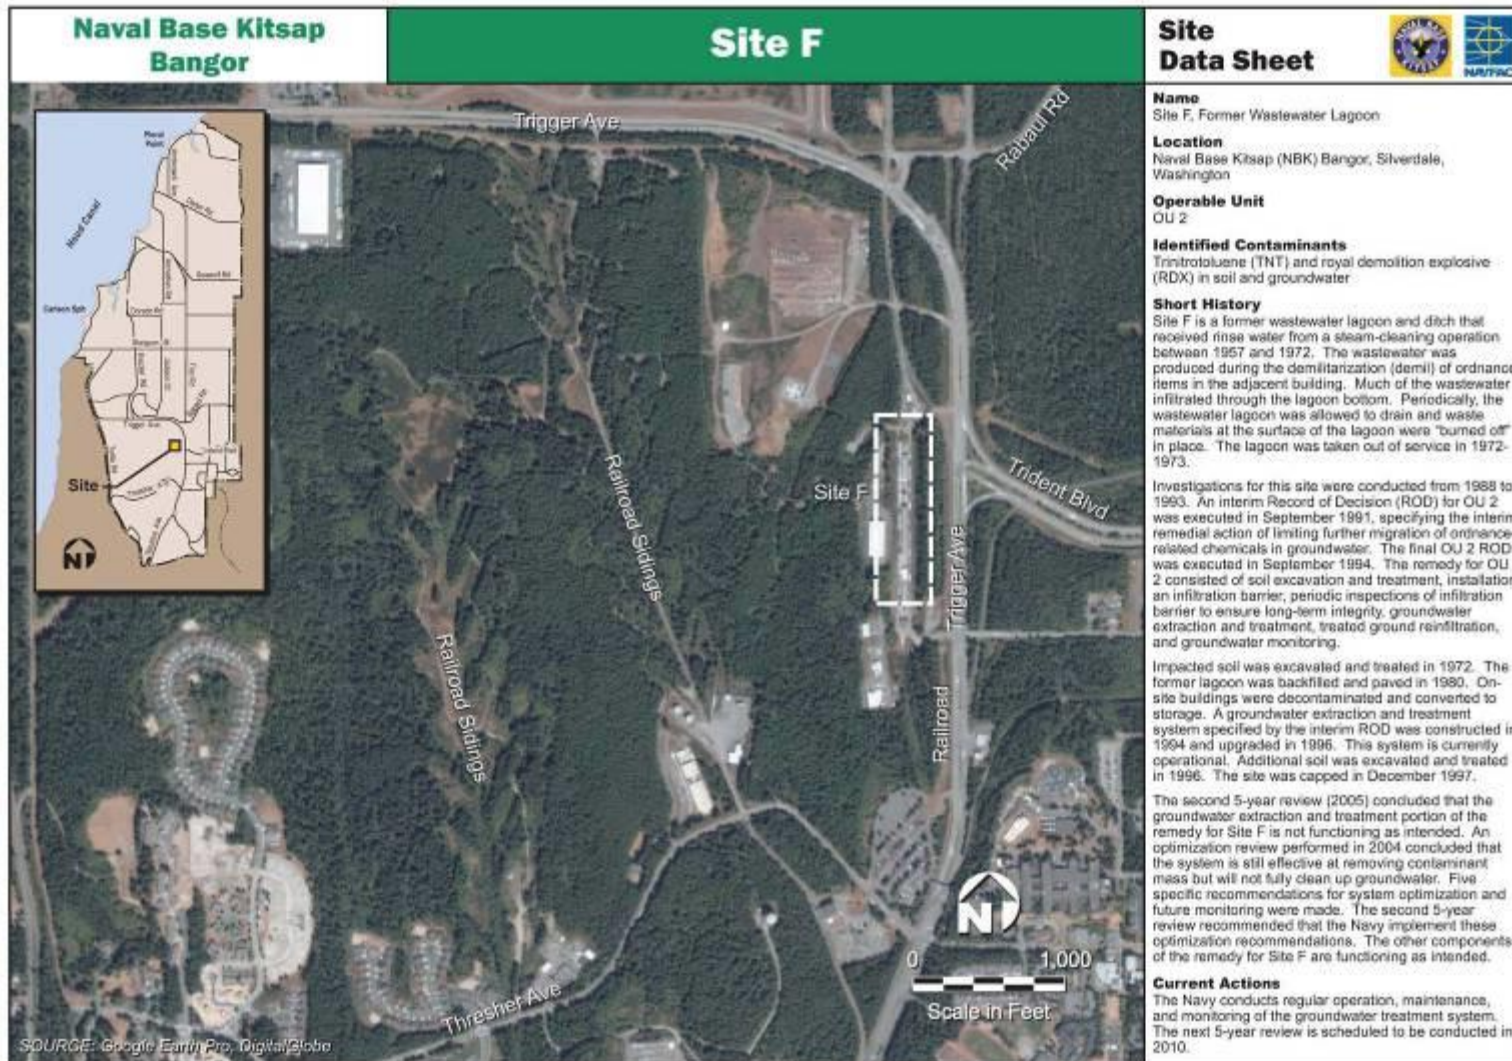 Naval Base Kitsap
Bangor
Site F
Site
Data Sheet
NAVAL BASE
KITSAP
NAVFAC
Hood Canal
Trigger Ave
Site
N
Trigger Ave
Rabaul Rd
Site F
Trident Blvd
Railroad Sidings
Railroad Sidings
Trigger Ave
Railroad
Thresher Ave
N
0 1,000
Scale in Feet
SOURCE: Google Earth Pro, DigitalGlobe
Name
Site F, Former Wastewater Lagoon
Location
Naval Base Kitsap (NBK) Bangor, Silverdale,
Washington
Operable Unit
OU 2
Identified Contaminants
Trinitrotoluene (TNT) and royal demolition explosive
(RDX) in soil and groundwater
Short History
Site F is a former wastewater lagoon and ditch that
received rinse water from a steam-cleaning operation
between 1957 and 1972. The wastewater was
produced during the demilitarization (demil) of ordnance
items in the adjacent building. Much of the wastewater
infiltrated through the lagoon bottom. Periodically, the
wastewater lagoon was allowed to drain and waste
materials at the surface of the lagoon were "burned off"
in place. The lagoon was taken out of service in 1972-
1973.
Investigations for this site were conducted from 1988 to
1993. An interim Record of Decision (ROD) for OU 2
was executed in September 1991, specifying the interim
remedial action of limiting further migration of ordnance-
related chemicals in groundwater. The final OU 2 ROD
was executed in September 1994. The remedy for OU
2 consisted of soil excavation and treatment, installation
an infiltration barrier, periodic inspections of infiltration
barrier to ensure long-term integrity, groundwater
extraction and treatment, treated ground reinfiltration,
and groundwater monitoring.
Impacted soil was excavated and treated in 1972. The
former lagoon was backfilled and paved in 1980. On-
site buildings were decontaminated and converted to
storage. A groundwater extraction and treatment
system specified by the interim ROD was constructed in
1994 and upgraded in 1996. This system is currently
operational. Additional soil was excavated and treated
in 1996. The site was capped in December 1997.
The second 5-year review (2005) concluded that the
groundwater extraction and treatment portion of the
remedy for Site F is not functioning as intended. An
optimization review performed in 2004 concluded that
the system is still effective at removing contaminant
mass but will not fully clean up groundwater. Five
specific recommendations for system optimization and
future monitoring were made. The second 5-year
review recommended that the Navy implement these
optimization recommendations. The other components
of the remedy for Site F are functioning as intended.
Current Actions
The Navy conducts regular operation, maintenance,
and monitoring of the groundwater treatment system.
The next 5-year review is scheduled to be conducted in
2010.